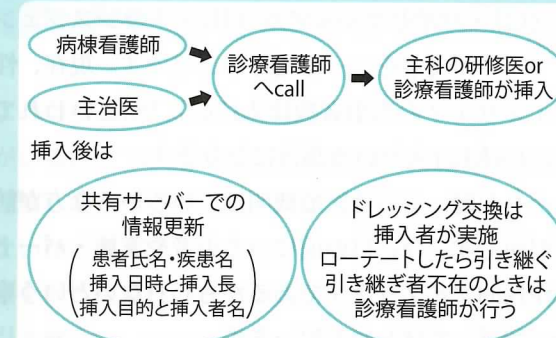 病棟看護師
主治医
診療看護師
へcall
主科の研修医or
診療看護師が挿入
挿入後は
共有サーバーでの
情報更新
患者氏名・疾患名
挿入日時と挿入長
挿入目的と挿入者名
ドレッシング交換は
挿入者が実施
ローテートしたら引き継ぐ
引き継ぎ者不在のときは
診療看護師が行う